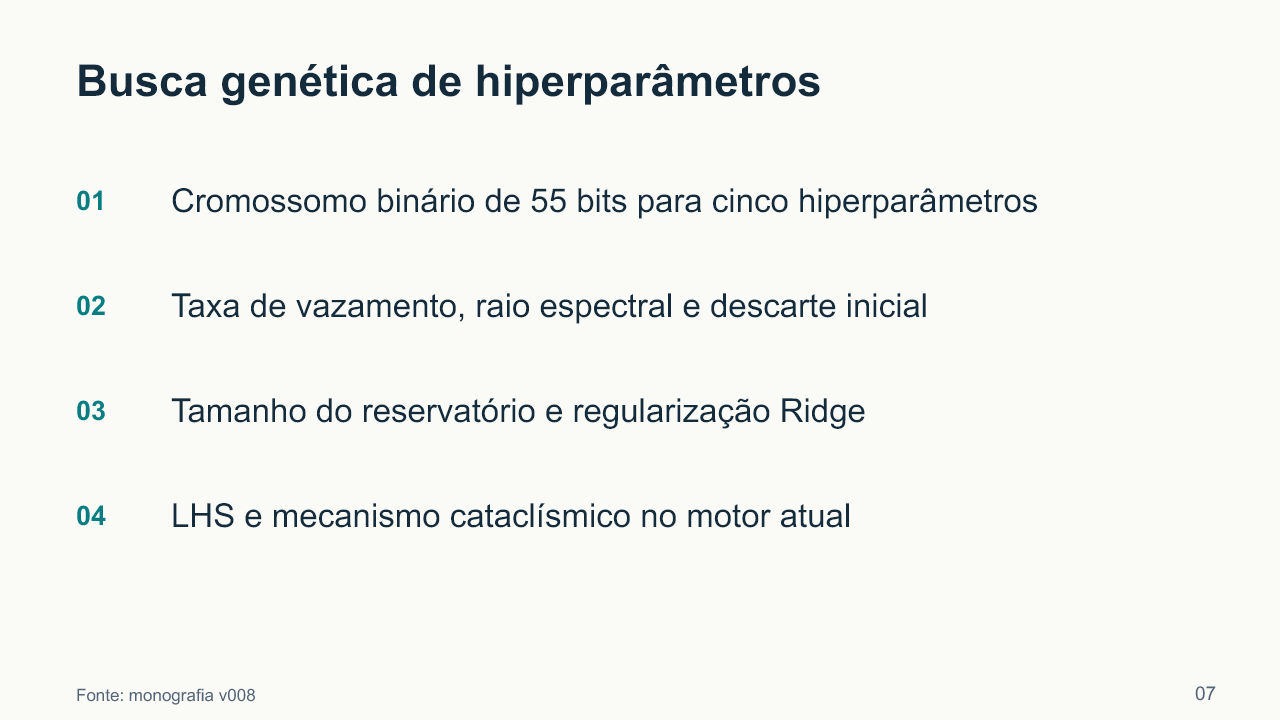 Busca genética de hiperparâmetros
01 Cromossomo binário de 55 bits para cinco hiperparâmetros
02 Taxa de vazamento, raio espectral e descarte inicial
03 Tamanho do reservatório e regularização Ridge
04 LHS e mecanismo cataclísmico no motor atual
Fonte: monografia v008 07